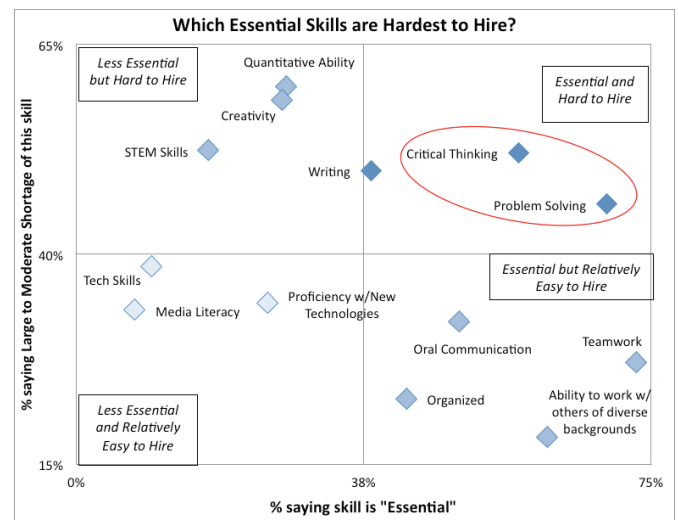 Which Essential Skills are Hardest to Hire?
% saying Large to Moderate Shortage of this skill
65%
Less Essential
but Hard to Hire
Quantitative Ability
Essential and
Hard to Hire
Creativity
STEM Skills
Critical Thinking
Writing
Problem Solving
40%
Essential but Relatively
Easy to Hire
Tech Skills
Media Literacy
Proficiency w/New
Technologies
Oral Communication
Teamwork
Organized
Ability to work w/
others of diverse
backgrounds
Less Essential
and Relatively
Easy to Hire
15%
0%
38%
75%
% saying skill is "Essential"